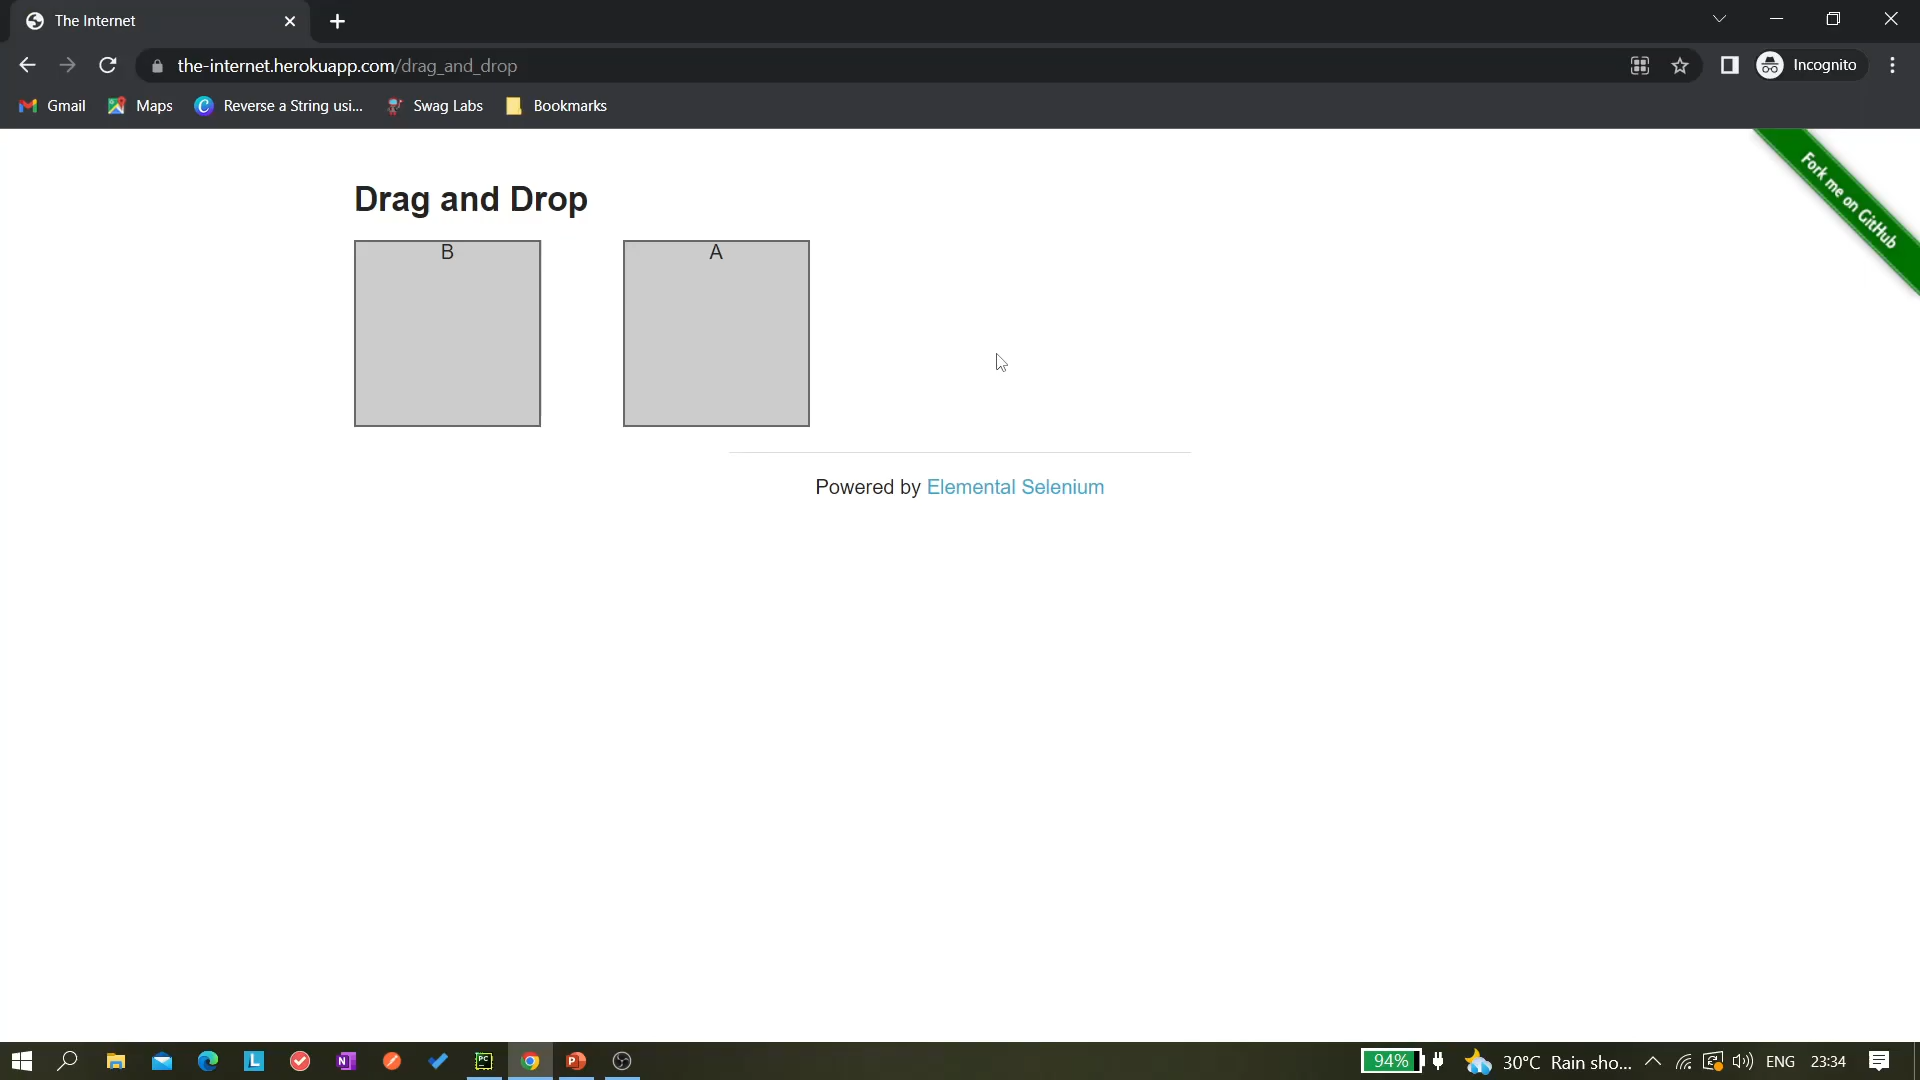 The Internet
the-internet.herokuapp.com/drag_and_drop
Incognito
Gmail
Maps
Reverse a String usi...
Swag Labs
Bookmarks
Fork me on GitHub
Drag and Drop
B
A
Powered by Elemental Selenium
L
N
PC
P
94%
30°C Rain sho...
ENG
23:34